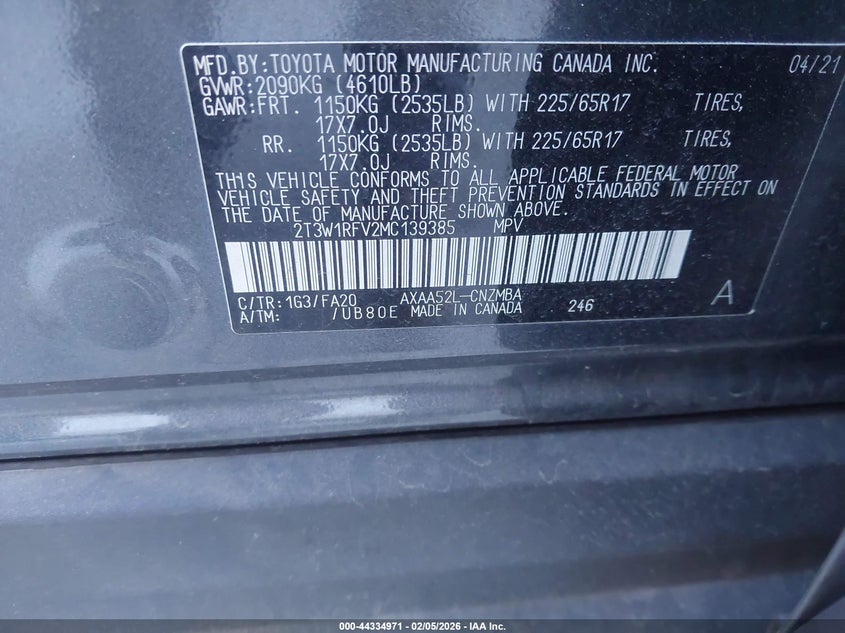 MFD.BY:TOYOTA MOTOR MANUFACTURING CANADA INC. 04/21
GVWR:2090KG (4610LB)
GAWR:FRT. 1150KG (2535LB) WITH 225/65R17 TIRES,
17X7.0J RIMS.
RR. 1150KG (2535LB) WITH 225/65R17 TIRES,
17X7.0J RIMS.
THIS VEHICLE CONFORMS TO ALL APPLICABLE FEDERAL MOTOR
VEHICLE SAFETY AND THEFT PREVENTION STANDARDS IN EFFECT ON
THE DATE OF MANUFACTURE SHOWN ABOVE.
2T3W1RFV2MC139385 MPV
C/TR:1G3/FA20 AXAA52L-CNZMBA 246 A
A/TM: /UB80E MADE IN CANADA
000-44334971 - 02/05/2026 - IAA Inc.